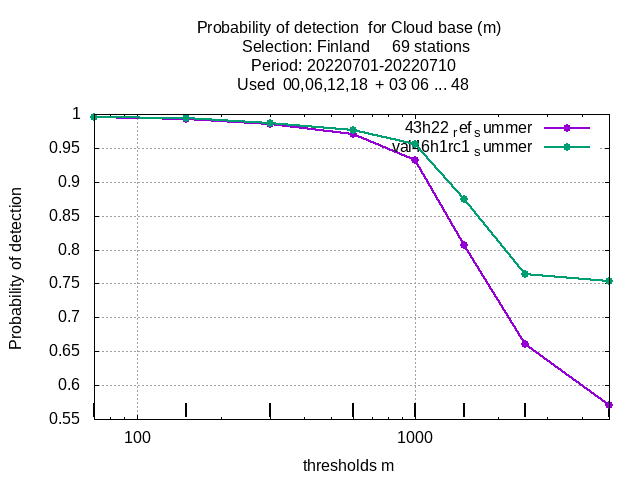 Probability of detection for Cloud base (m)
Selection: Finland 69 stations
Period: 20220701-20220710
Used 00,06,12,18 + 03 06 ... 48
1
0.95
0.9
0.85
0.8
0.75
0.7
0.65
0.6
0.55
Probability of detection
43h22 ref summer
val46h1rc1 summer
100
1000
thresholds m